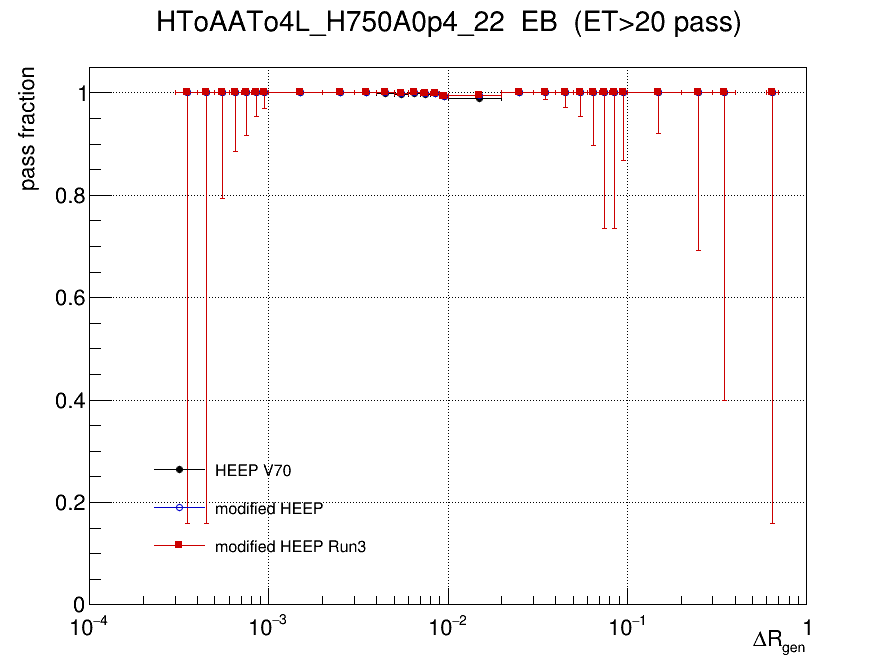 HToAATo4L_H750A0p4_22 EB (ET>20 pass)
pass fraction
1
0.8
0.6
0.4
0.2
0
HEEP V70
modified HEEP
modified HEEP Run3
10⁻⁴ 10⁻³ 10⁻² 10⁻¹ 1
ΔR_gen